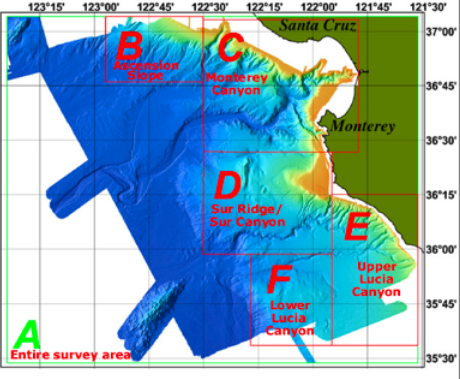 123°15' 123°00' 122°45' 122°30' 122°15' 122°00' 121°45' 121°30'
Santa Cruz
37°00'
B
Ascension
Slope
C
Monterey
Canyon
36°45'
Monterey
36°30'
D
Sur Ridge/
Sur Canyon
36°15'
E
Upper
Lucia
Canyon
36°00'
F
Lower
Lucia
Canyon
35°45'
A
Entire survey area
35°30'